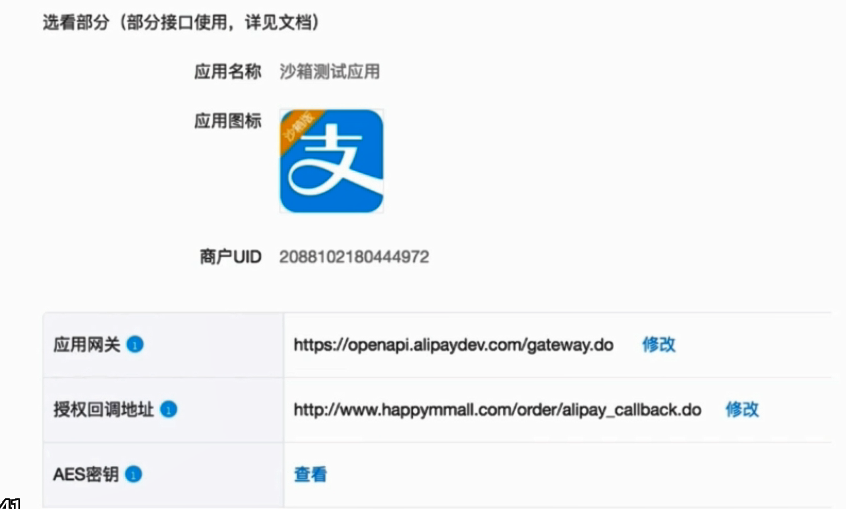 选看部分（部分接口使用，详见文档）
应用名称 沙箱测试应用
应用图标
沙箱版
支
商户UID 2088102180444972
应用网关 https://openapi.alipaydev.com/gateway.do 修改
授权回调地址 http://www.happymmall.com/order/alipay_callback.do 修改
AES密钥 查看
41